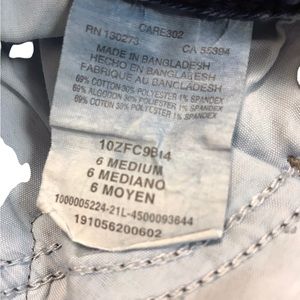 CARE302
RN 130273 CA 55394
MADE IN BANGLADESH
HECHO EN BANGLADESH
FABRIQUE AU BANGLADESH
69% COTTON 30% POLYESTER 1% SPANDEX
69% ALGODON 30% POLIESTER 1% SPANDEX
69% COTON 30% POLYESTER 1% SPANDEX
10ZFC9B14
6 MEDIUM
6 MEDIANO
6 MOYEN
1000005224-21L-4500093644
191056200602